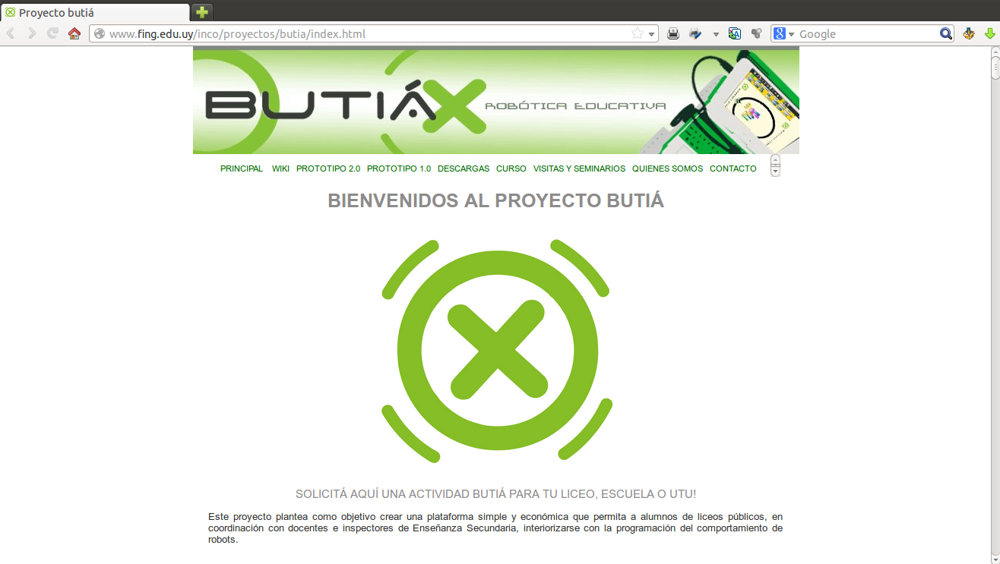 Proyecto butiá
www.fing.edu.uy/inco/proyectos/butia/index.html
Google
BUTIÁ ROBÓTICA EDUCATIVA
PRINCIPAL WIKI PROTOTIPO 2.0 PROTOTIPO 1.0 DESCARGAS CURSO VISITAS Y SEMINARIOS QUIENES SOMOS CONTACTO
BIENVENIDOS AL PROYECTO BUTIÁ
SOLICITÁ AQUÍ UNA ACTIVIDAD BUTIÁ PARA TU LICEO, ESCUELA O UTU!
Este proyecto plantea como objetivo crear una plataforma simple y económica que permita a alumnos de liceos públicos, en
coordinación con docentes e inspectores de Enseñanza Secundaria, interiorizarse con la programación del comportamiento de
robots.